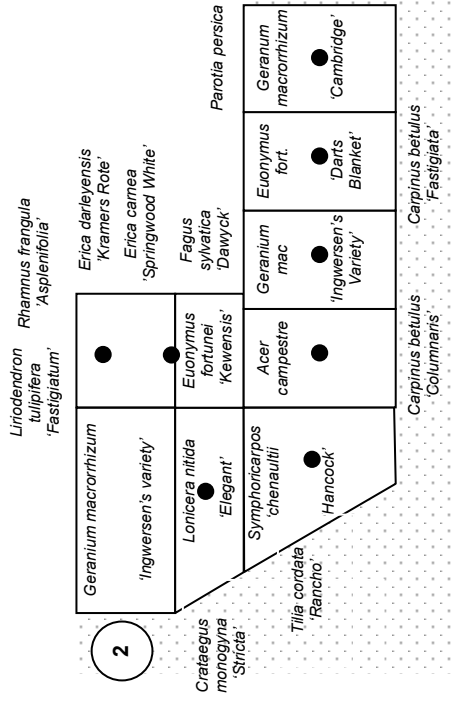 Liriodendron
tulipifera
'Fastigiatum'
Rhamnus frangula
'Asplenifolia'
Erica darleyensis
'Kramers Rote'
Erica carnea
'Springwood White'
Fagus
sylvatica
'Dawyck'
Parotia persica
2
Geranium macrorrhizum
'Ingwersen's variety'
Lonicera nitida
'Elegant'
Euonymus
fortunei
'Kewensis'
Crataegus
monogyna
'Stricta'
Symphoricarpos
'chenaultii
Hancock'
Acer
campestre
Geranium
mac
'Ingwersen's
Variety'
Euonymus
fort.
'Darts
Blanket'
Geranum
macrorrhizum
'Cambridge'
Tilia cordata
'Rancho'
Carpinus betulus
'Columnaris'
Carpinus betulus
'Fastigiata'